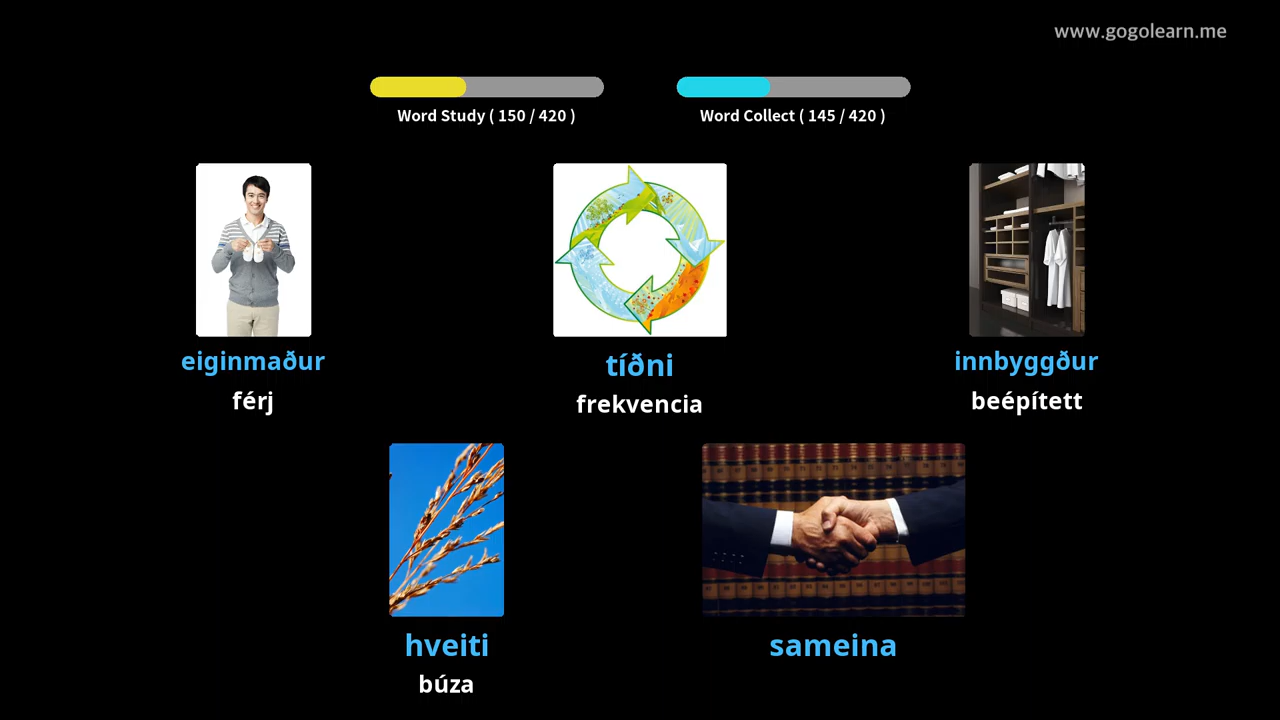 www.gogolearn.me
Word Study ( 150 / 420 )
Word Collect ( 145 / 420 )
eiginmaður
férj
tíðni
frekvencia
innbyggður
beépített
hveiti
búza
sameina